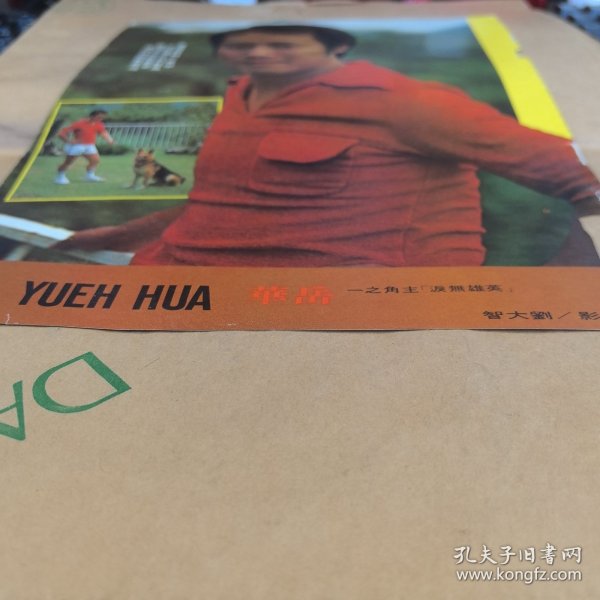 YUEH HUA
華岳 一之角主「淚無雄英」
智大劉／影
DA
孔夫子旧書网
www.kongfz.com